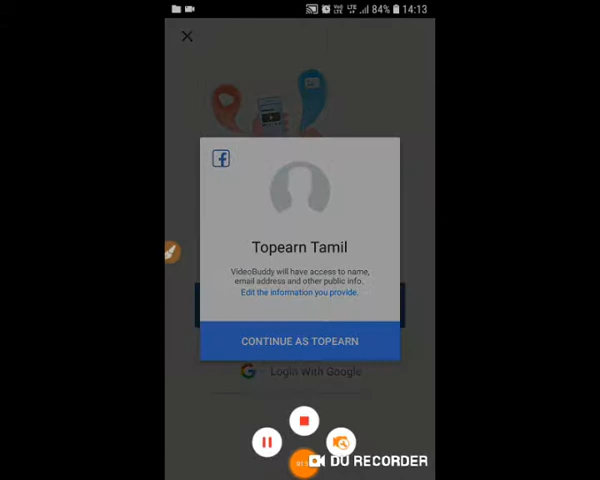 84% 14:13
Topearn Tamil
VideoBuddy will have access to name,
email address and other public info.
Edit the information you provide.
CONTINUE AS TOPEARN
Login With Google
DU RECORDER